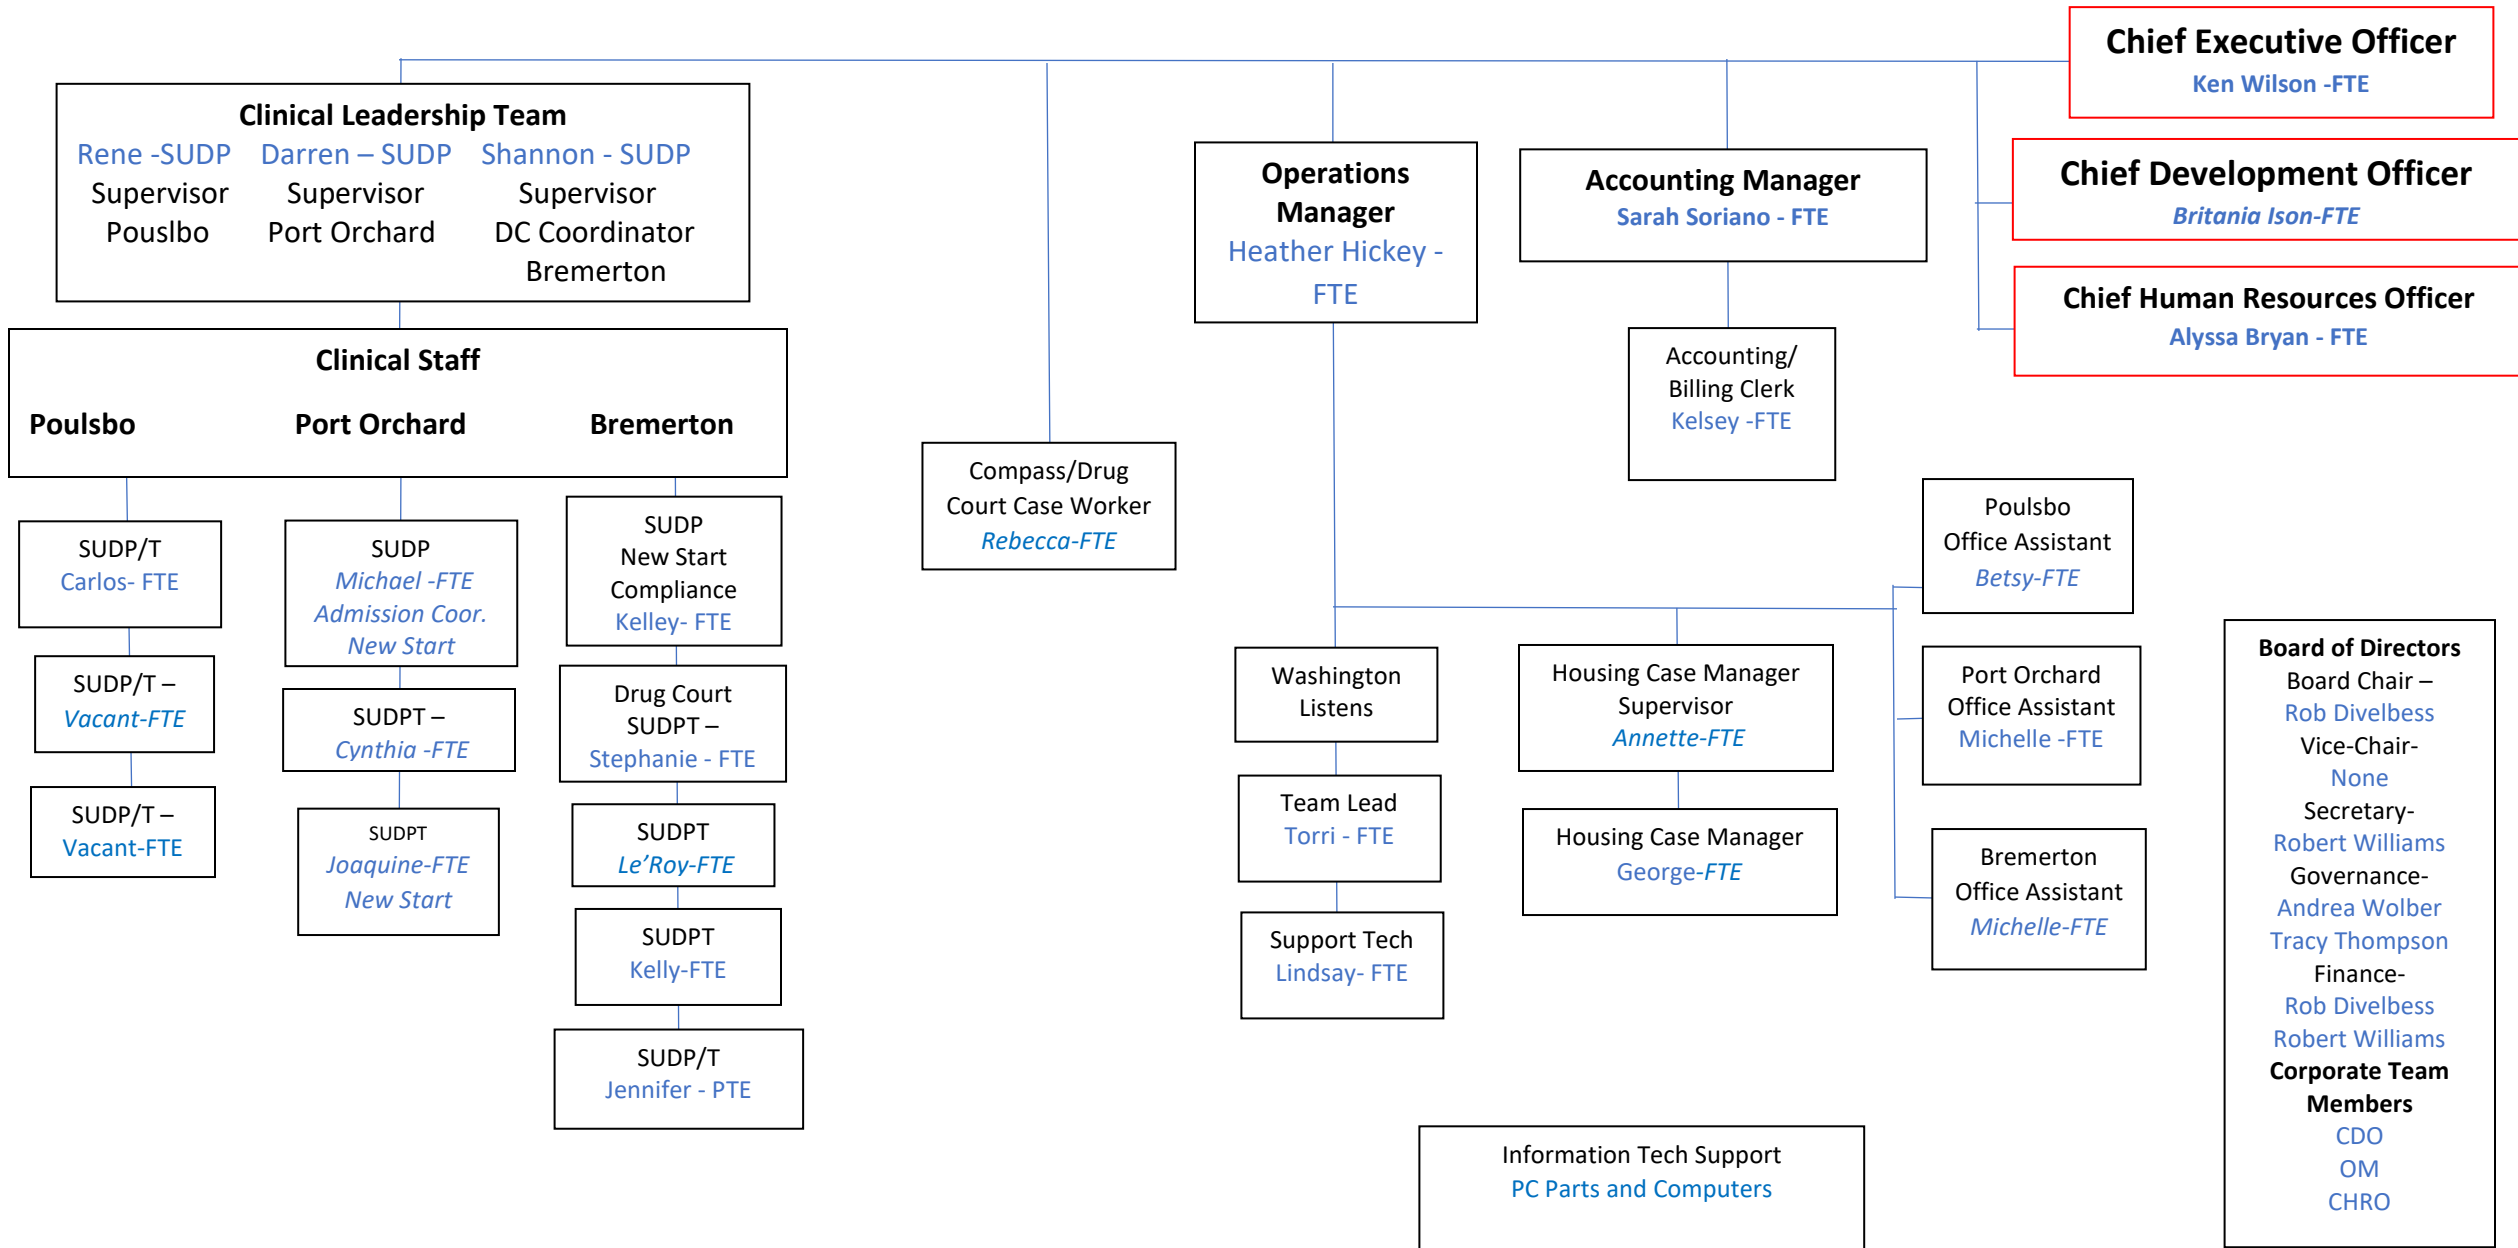 Chief Executive Officer
Ken Wilson -FTE
Chief Development Officer
Britania Ison-FTE
Chief Human Resources Officer
Alyssa Bryan - FTE
Clinical Leadership Team
Rene -SUDP Darren – SUDP Shannon - SUDP
Supervisor Supervisor Supervisor
Pouslbo Port Orchard DC Coordinator
Bremerton
Operations
Manager
Heather Hickey -
FTE
Accounting Manager
Sarah Soriano - FTE
Accounting/
Billing Clerk
Kelsey -FTE
Clinical Staff
Poulsbo Port Orchard Bremerton
SUDP/T
Carlos- FTE
SUDP/T –
Vacant-FTE
SUDP/T –
Vacant-FTE
SUDP
Michael -FTE
Admission Coor.
New Start
SUDPT –
Cynthia -FTE
SUDPT
Joaquine-FTE
New Start
SUDP
New Start
Compliance
Kelley- FTE
Drug Court
SUDPT –
Stephanie - FTE
SUDPT
Le’Roy-FTE
SUDPT
Kelly-FTE
SUDP/T
Jennifer - PTE
Compass/Drug
Court Case Worker
Rebecca-FTE
Washington
Listens
Team Lead
Torri - FTE
Support Tech
Lindsay- FTE
Housing Case Manager
Supervisor
Annette-FTE
Housing Case Manager
George-FTE
Poulsbo
Office Assistant
Betsy-FTE
Port Orchard
Office Assistant
Michelle -FTE
Bremerton
Office Assistant
Michelle-FTE
Board of Directors
Board Chair –
Rob Divelbess
Vice-Chair-
None
Secretary-
Robert Williams
Governance-
Andrea Wolber
Tracy Thompson
Finance-
Rob Divelbess
Robert Williams
Corporate Team
Members
CDO
OM
CHRO
Information Tech Support
PC Parts and Computers